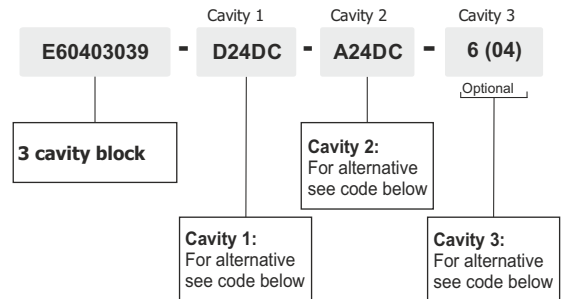 Cavity 1 Cavity 2 Cavity 3
E60403039 - D24DC - A24DC - 6 (04)
Optional
3 cavity block
Cavity 2:
For alternative
see code below
Cavity 1:
For alternative
see code below
Cavity 3:
For alternative
see code below